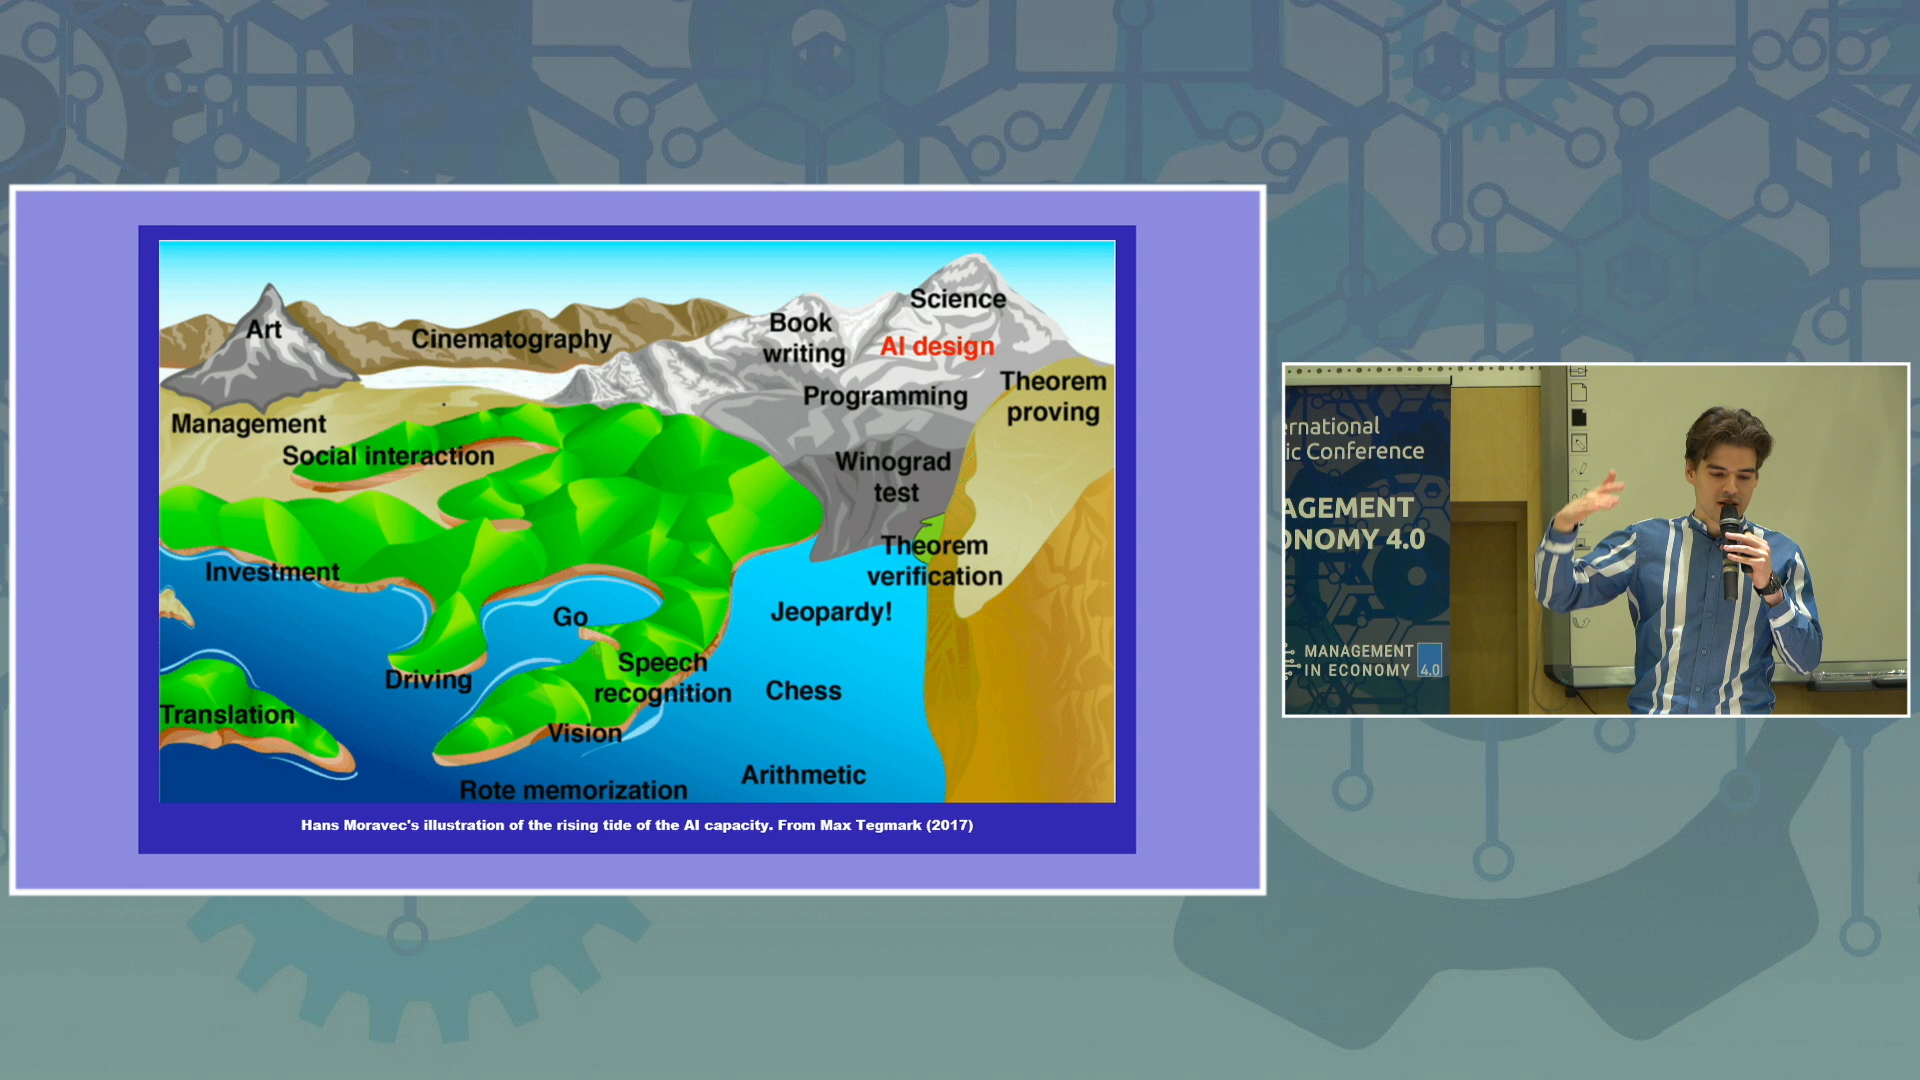 Science
Art
Book
writing
Cinematography
AI design
Theorem
proving
Programming
Management
Social interaction
Winograd
test
Theorem
verification
Investment
Go
Jeopardy!
Speech
recognition
Driving
Chess
Translation
Vision
Arithmetic
Rote memorization
Hans Moravec's illustration of the rising tide of the AI capacity. From Max Tegmark (2017)
rnational
ic Conference
AGEMENT
ONOMY 4.0
MANAGEMENT
IN ECONOMY 4.0